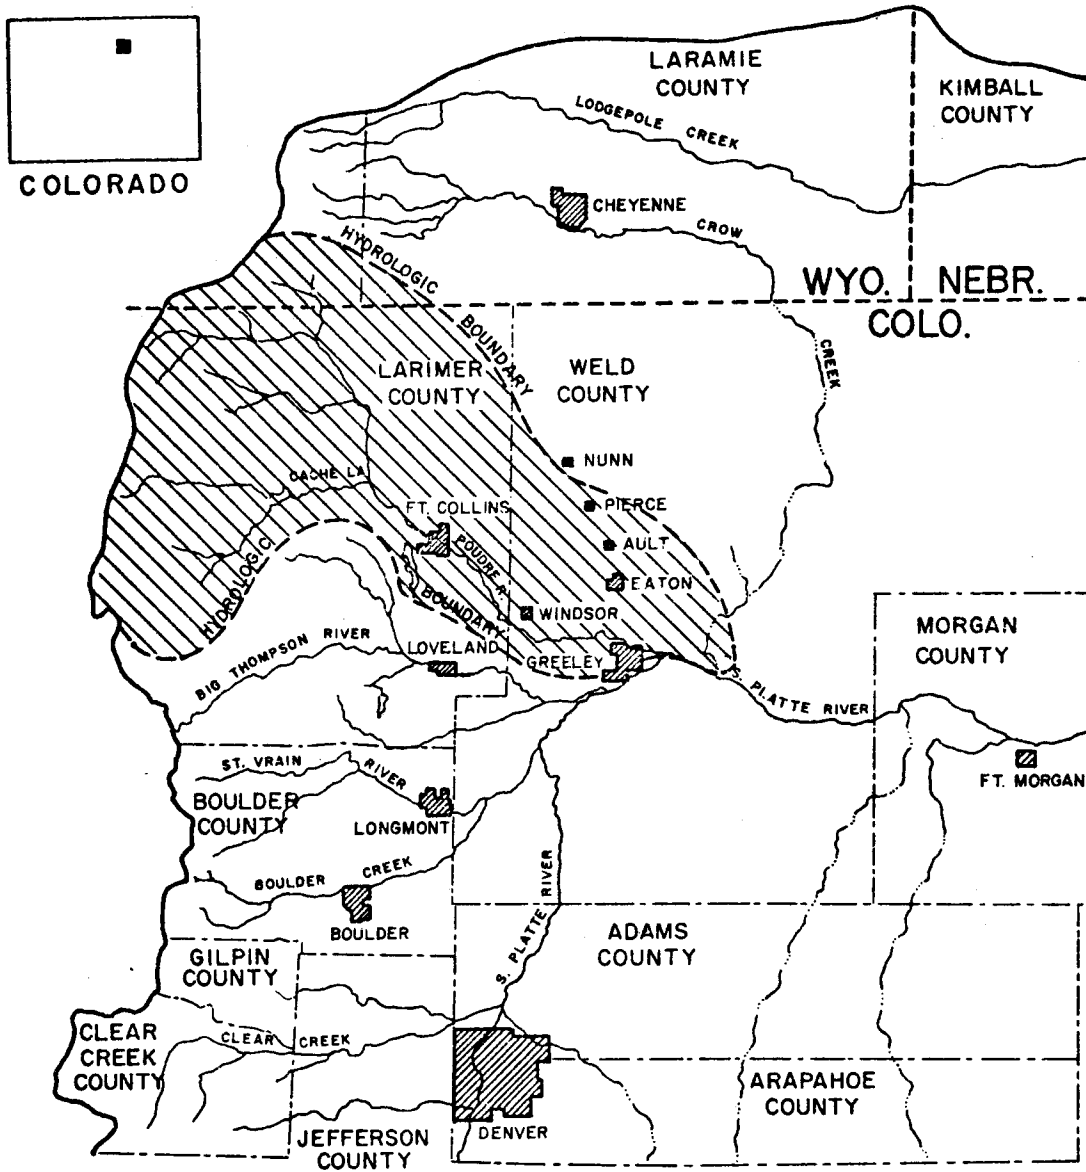 COLORADO
LARAMIE
COUNTY
KIMBALL
COUNTY
LODGEPOLE CREEK
CHEYENNE
CROW
CREEK
HYDROLOGIC
BOUNDARY
WYO. NEBR.
COLO.
LARIMER
COUNTY
WELD
COUNTY
NUNN
CACHE LA
POUDRE R.
FT. COLLINS
PIERCE
AULT
EATON
HYDROLOGIC
BOUNDARY
WINDSOR
MORGAN
COUNTY
BIG THOMPSON RIVER
LOVELAND
GREELEY
S. PLATTE RIVER
ST. VRAIN
RIVER
FT. MORGAN
BOULDER
COUNTY
LONGMONT
BOULDER CREEK
BOULDER
S. PLATTE RIVER
ADAMS
COUNTY
GILPIN
COUNTY
CLEAR
CREEK
COUNTY
CLEAR CREEK
ARAPAHOE
COUNTY
DENVER
JEFFERSON
COUNTY